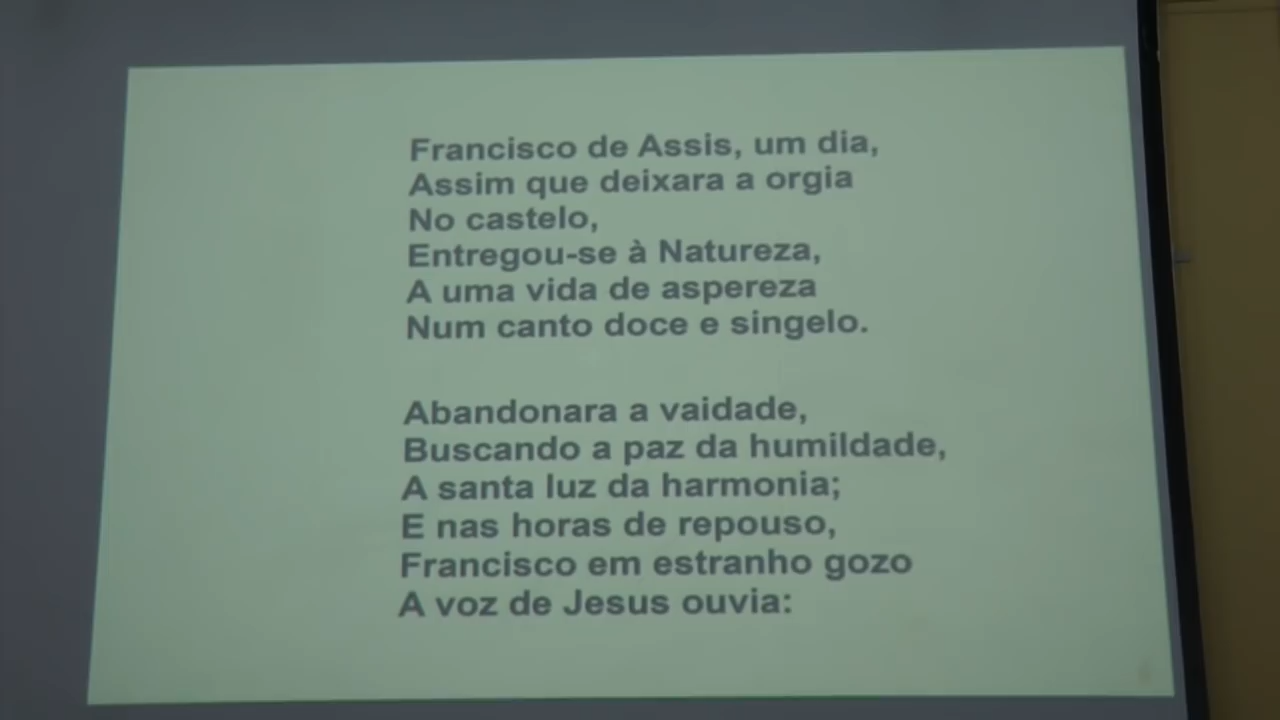 Francisco de Assis, um dia,
Assim que deixara a orgia
No castelo,
Entregou-se à Natureza,
A uma vida de aspereza
Num canto doce e singelo.
Abandonara a vaidade,
Buscando a paz da humildade,
A santa luz da harmonia;
E nas horas de repouso,
Francisco em estranho gozo
A voz de Jesus ouvia: